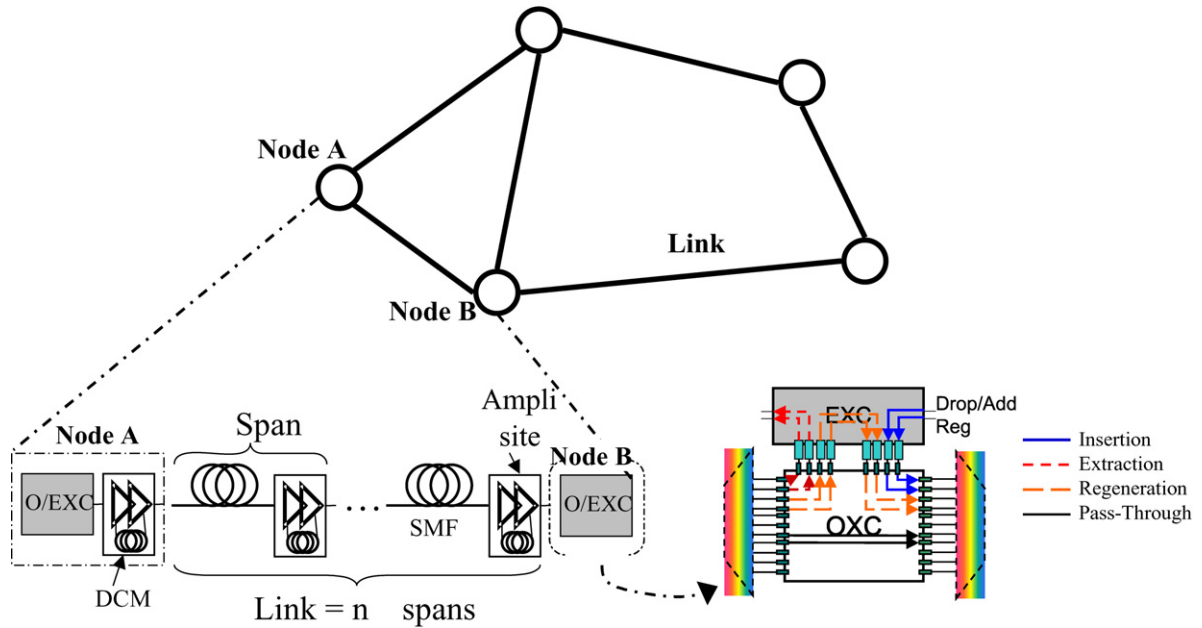 Node A
Link
Node B
Node A
O/EXC
DCM
Span
SMF
Ampli
site
Node B
O/EXC
Link = n spans
EXC
Drop/Add
Reg
OXC
Insertion
Extraction
Regeneration
Pass-Through